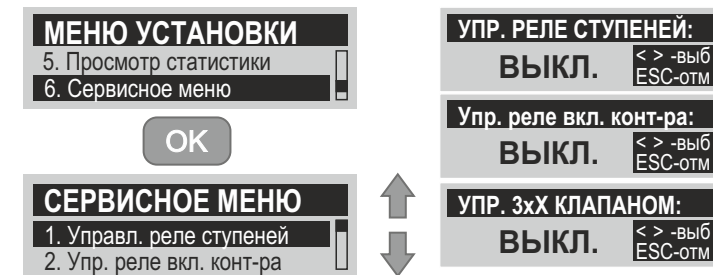 МЕНЮ УСТАНОВКИ
5. Просмотр статистики
6. Сервисное меню
OK
СЕРВИСНОЕ МЕНЮ
1. Управл. реле ступеней
2. Упр. реле вкл. конт-ра
УПР. РЕЛЕ СТУПЕНЕЙ:
ВЫКЛ.
< > -выб
ESC-отм
Упр. реле вкл. конт-ра:
ВЫКЛ.
< > -выб
ESC-отм
УПР. 3хХ КЛАПАНОМ:
ВЫКЛ.
< > -выб
ESC-отм